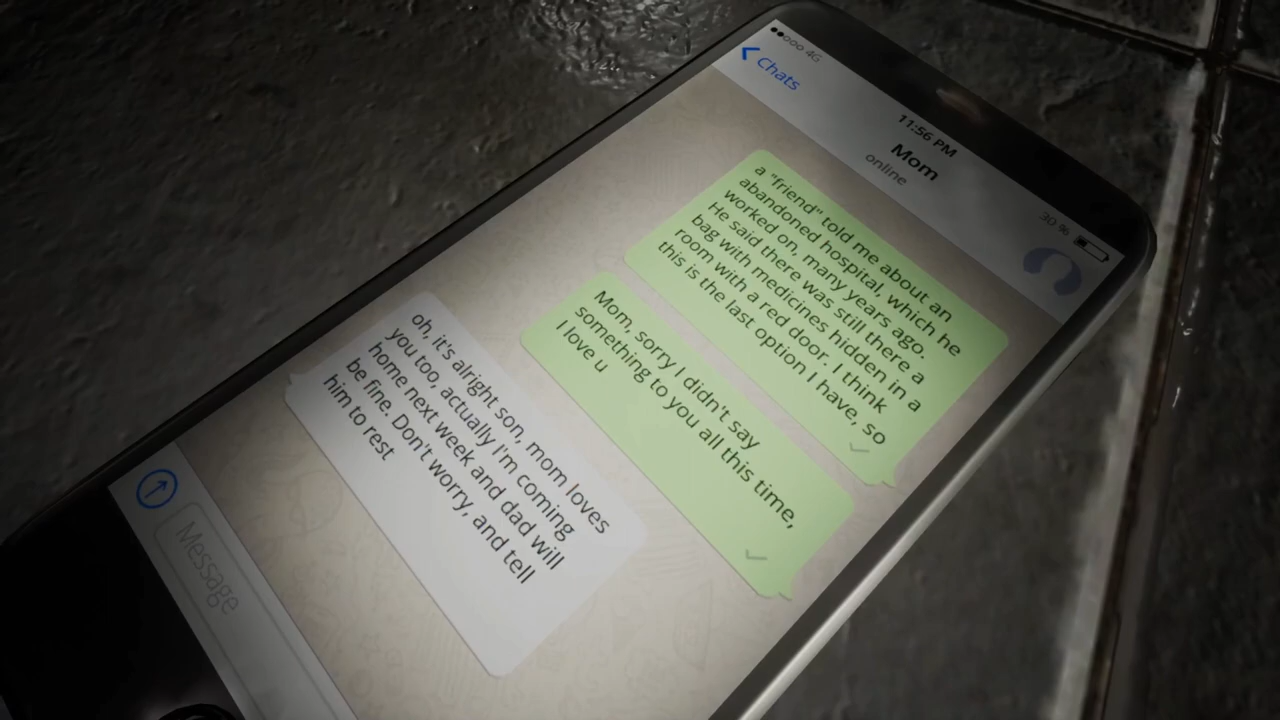 4G
Chats
11:56 PM
Mom
online
30 %
a "friend" told me about an
abandoned hospital, which he
worked on, many years ago.
He said there was still there a
bag with medicines hidden in a
room with a red door. I think
this is the last option I have, so
Mom, sorry I didn't say
something to you all this time,
I love u
oh, it's alright son, mom loves
you too, actually I'm coming
home next week and dad will
be fine. Don't worry, and tell
him to rest
Message